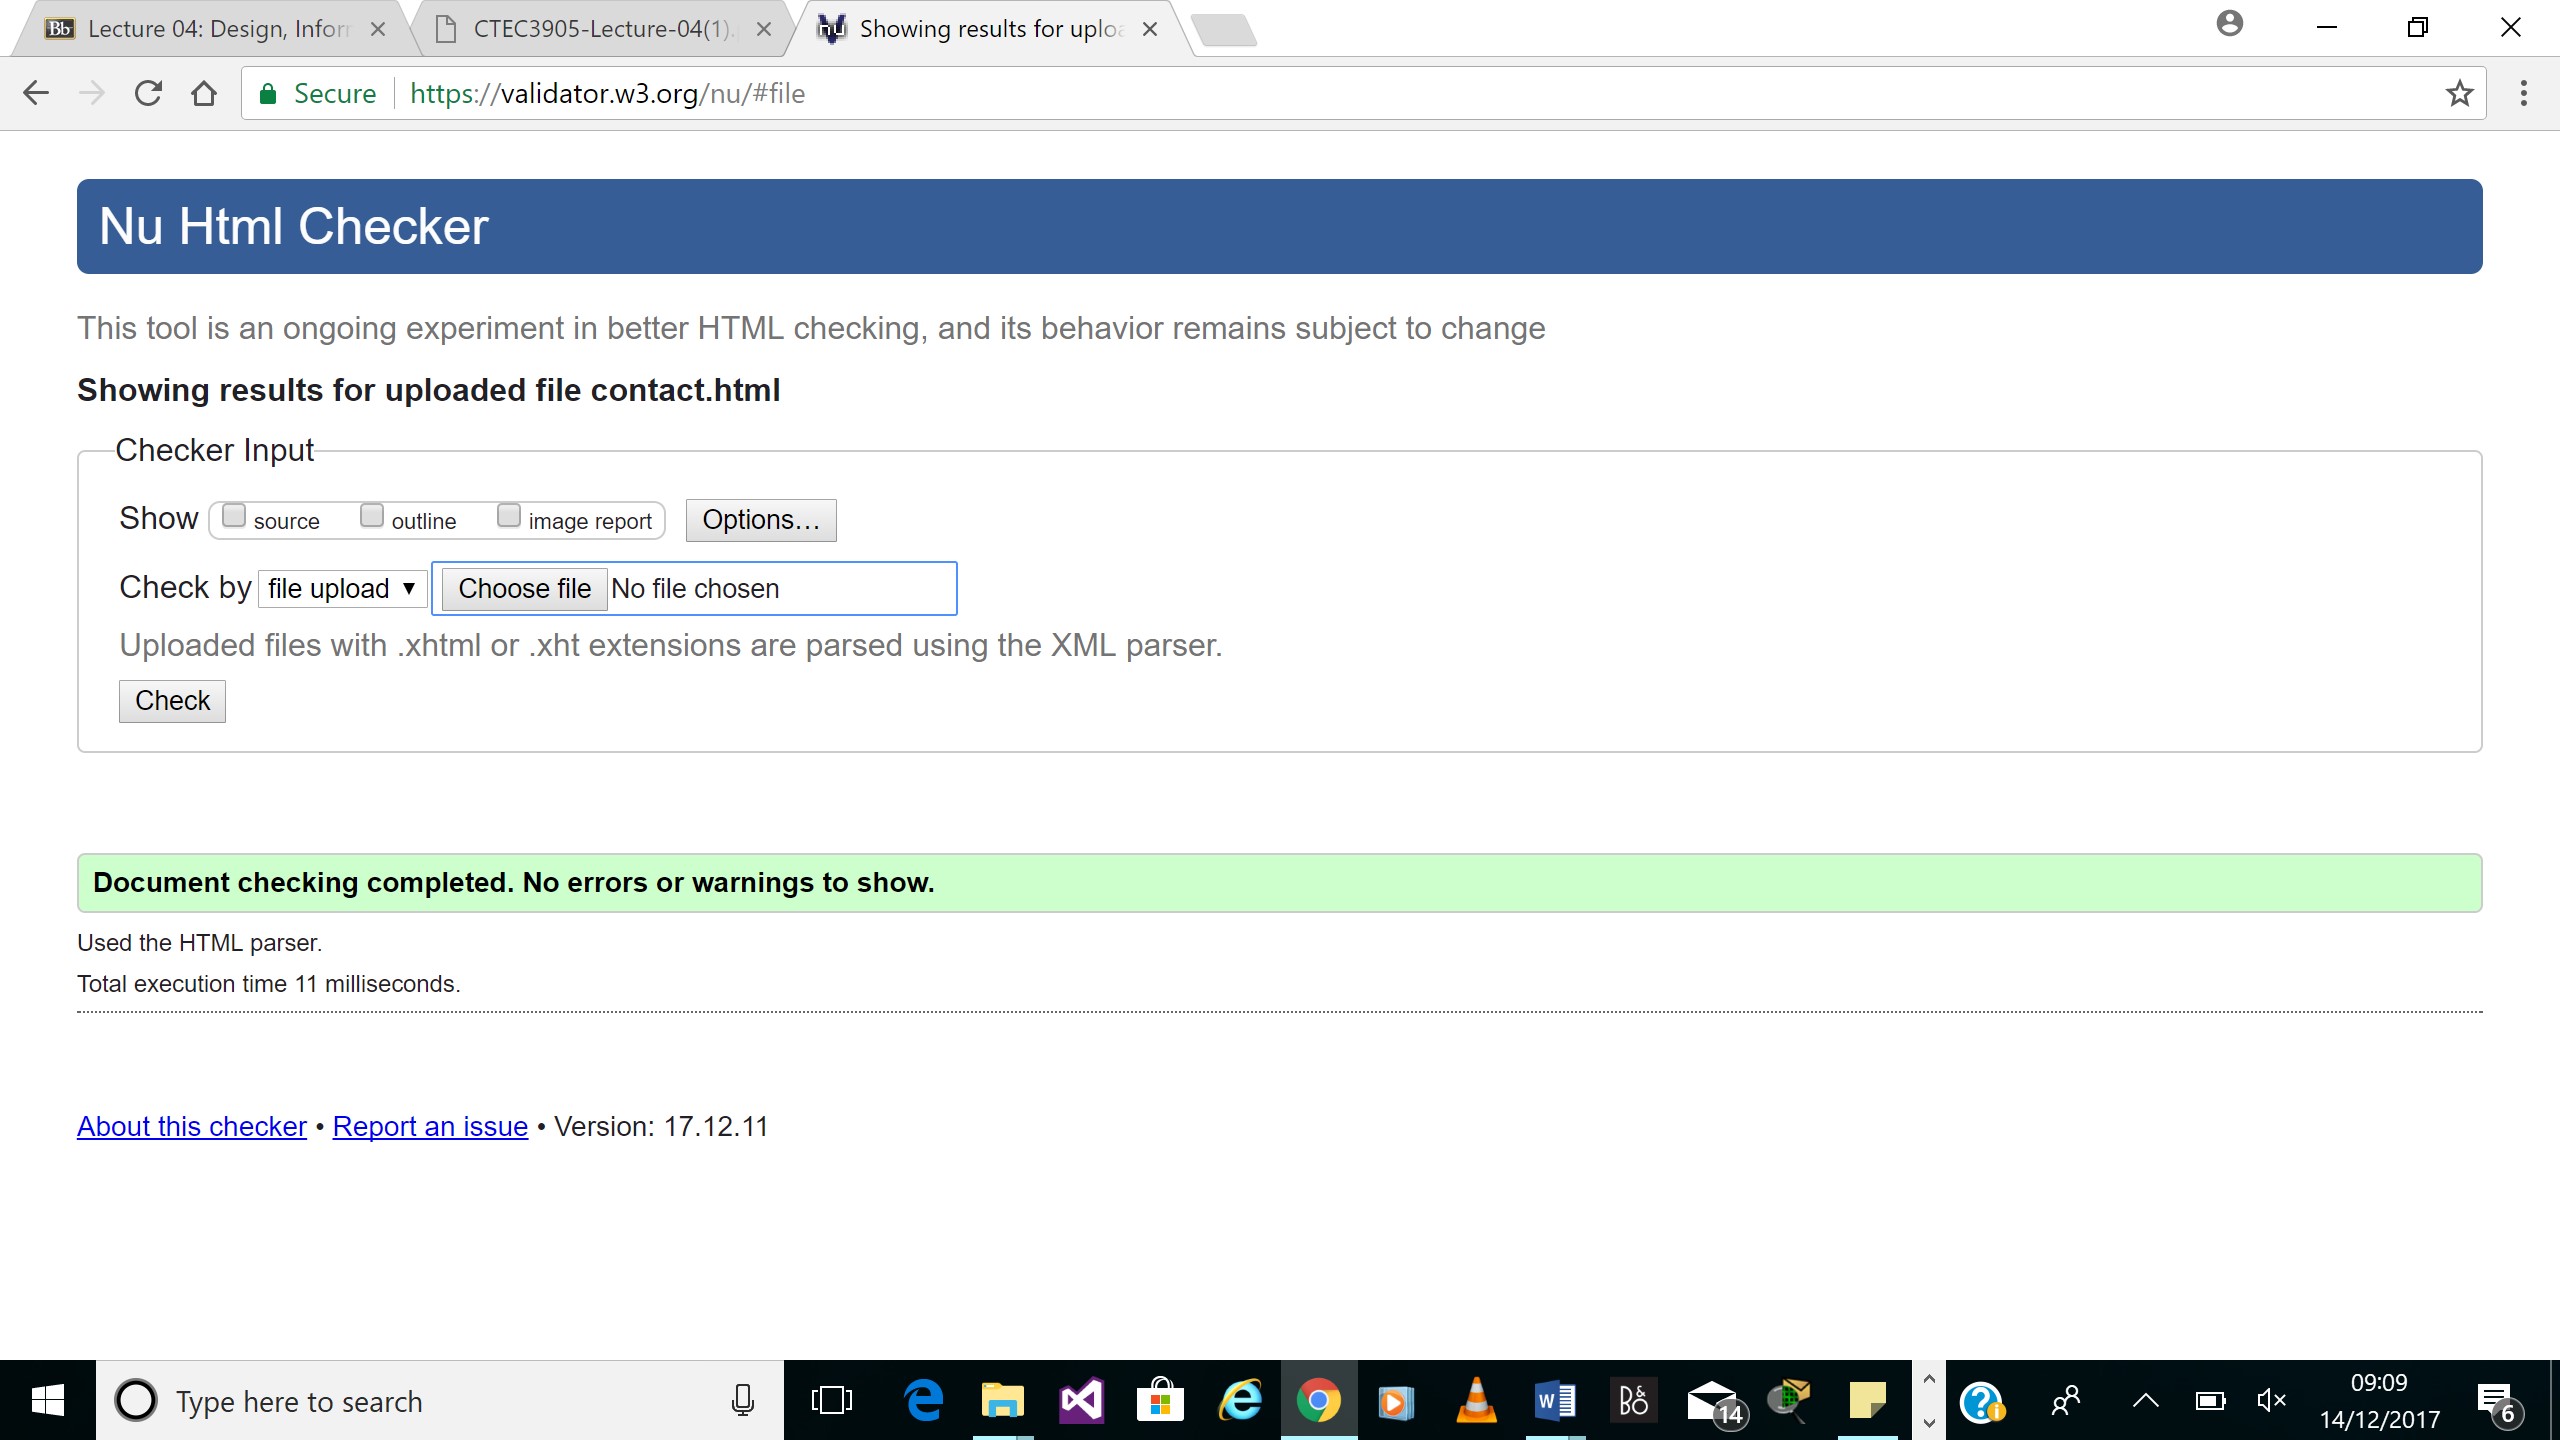 Lecture 04: Design, Infor
CTEC3905-Lecture-04(1).
Showing results for uploa
Secure
https://validator.w3.org/nu/#file
Nu Html Checker
This tool is an ongoing experiment in better HTML checking, and its behavior remains subject to change
Showing results for uploaded file contact.html
Checker Input
Show source outline image report Options…
Check by file upload Choose file No file chosen
Uploaded files with .xhtml or .xht extensions are parsed using the XML parser.
Check
Document checking completed. No errors or warnings to show.
Used the HTML parser.
Total execution time 11 milliseconds.
About this checker • Report an issue • Version: 17.12.11
Type here to search
14
09:09
14/12/2017
6